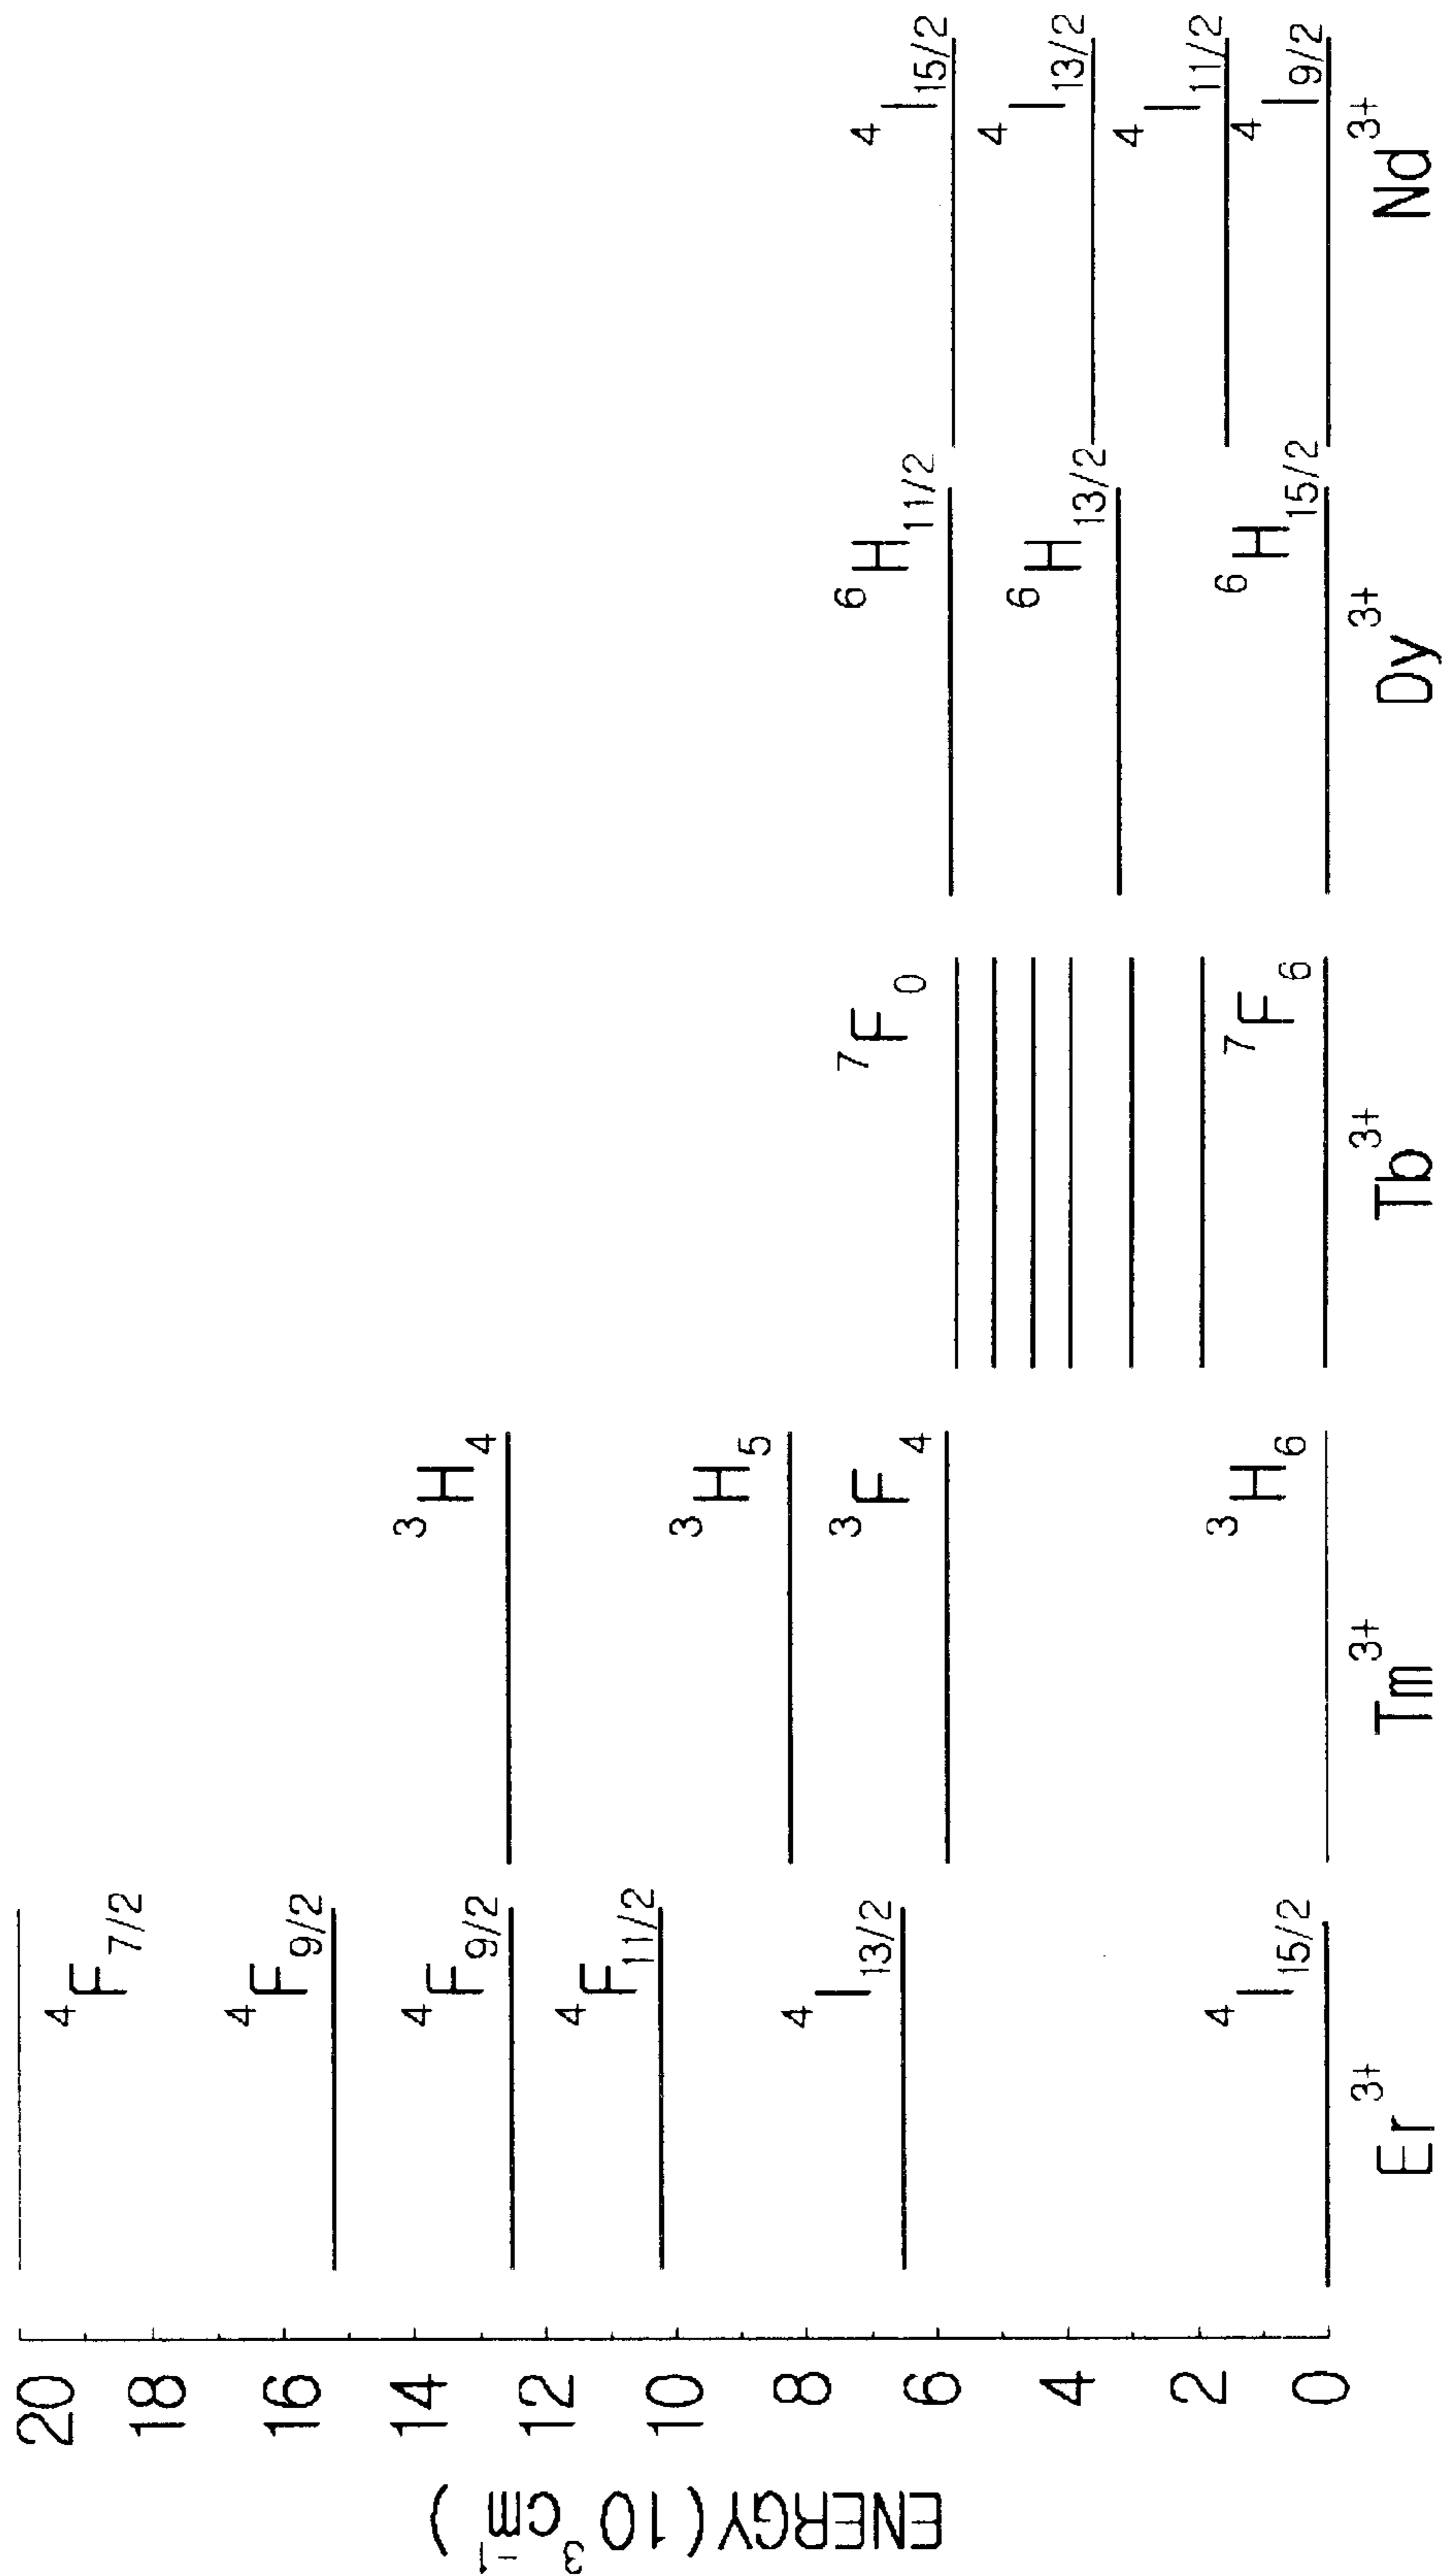 ENERGY(10³cm⁻¹)
20
18
16
14
12
10
8
6
4
2
0
⁴F₇/₂
⁴F₉/₂
⁴F₉/₂
⁴F₁₁/₂
⁴I₁₃/₂
⁴I₁₅/₂
Er³⁺
³H₄
³H₅
³F₄
³H₆
Tm³⁺
⁷F₀
⁷F₆
Tb³⁺
⁶H₁₁/₂
⁶H₁₃/₂
⁶H₁₅/₂
Dy³⁺
⁴I₁₅/₂
⁴I₁₃/₂
⁴I₁₁/₂
⁴I₉/₂
Nd³⁺